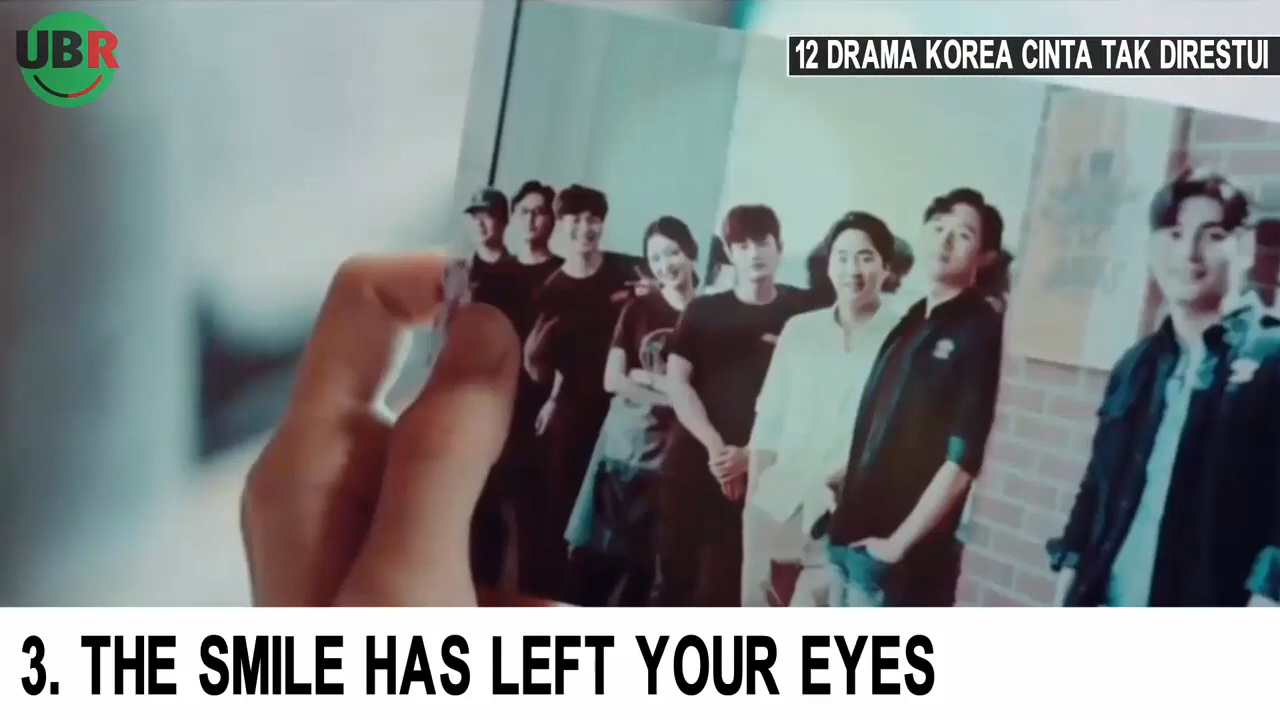 UBR
12 DRAMA KOREA CINTA TAK DIRESTUI
3. THE SMILE HAS LEFT YOUR EYES